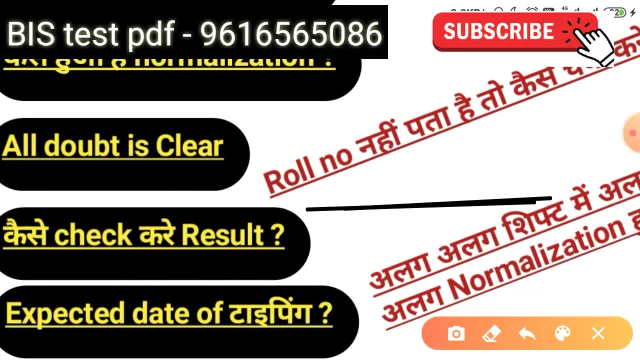 BIS test pdf - 9616565086
SUBSCRIBE
हुआ है normalization ?
All doubt is Clear
कैसे check करे Result ?
Expected date of टाइपिंग ?
Roll no नहीं पता है तो कैसे करे
अलग अलग शिफ्ट में
अलग Normalization